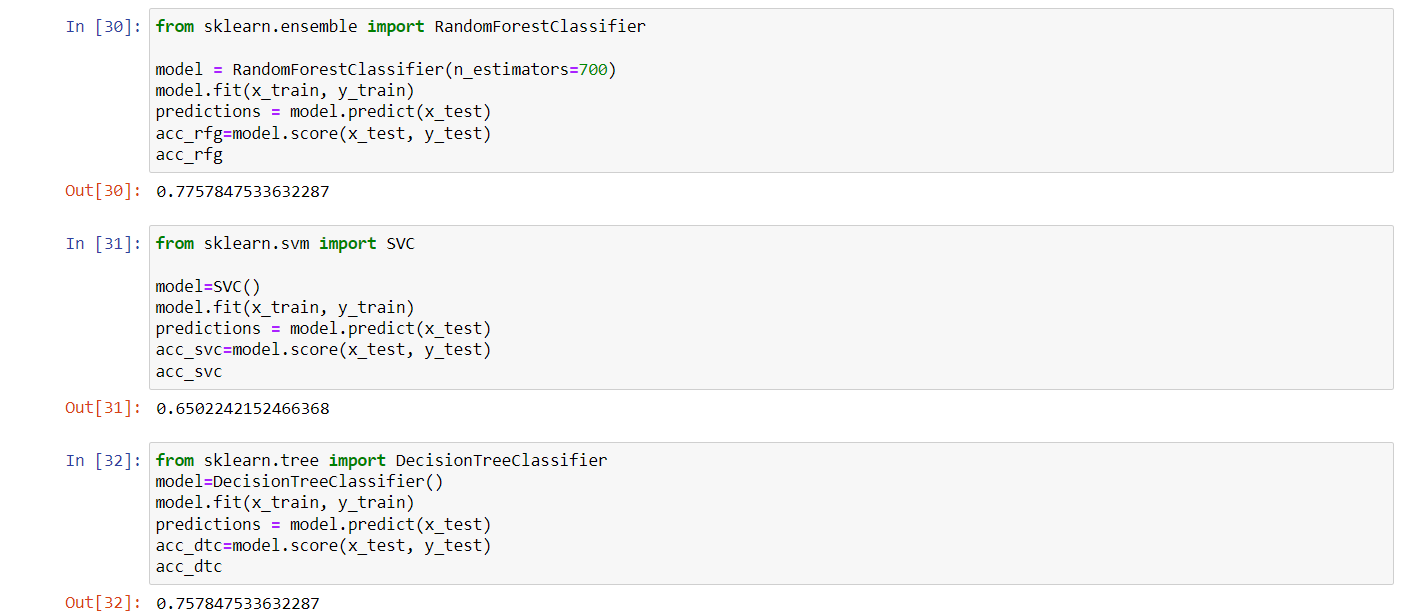 In [30]: from sklearn.ensemble import RandomForestClassifier
model = RandomForestClassifier(n_estimators=700)
model.fit(x_train, y_train)
predictions = model.predict(x_test)
acc_rfg=model.score(x_test, y_test)
acc_rfg
Out[30]: 0.7757847533632287
In [31]: from sklearn.svm import SVC
model=SVC()
model.fit(x_train, y_train)
predictions = model.predict(x_test)
acc_svc=model.score(x_test, y_test)
acc_svc
Out[31]: 0.6502242152466368
In [32]: from sklearn.tree import DecisionTreeClassifier
model=DecisionTreeClassifier()
model.fit(x_train, y_train)
predictions = model.predict(x_test)
acc_dtc=model.score(x_test, y_test)
acc_dtc
Out[32]: 0.757847533632287